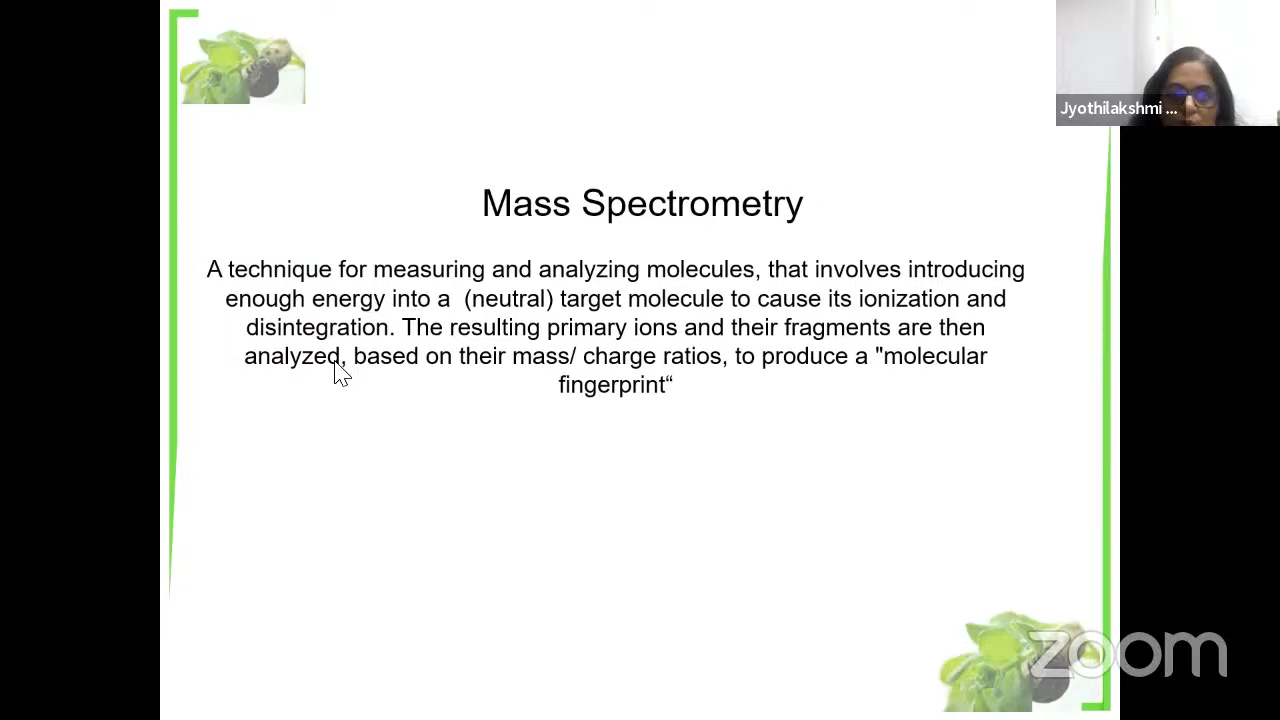 Jyothilakshmi ...
Mass Spectrometry
A technique for measuring and analyzing molecules, that involves introducing
enough energy into a  (neutral) target molecule to cause its ionization and
disintegration. The resulting primary ions and their fragments are then
analyzed, based on their mass/ charge ratios, to produce a "molecular
fingerprint“
zoom